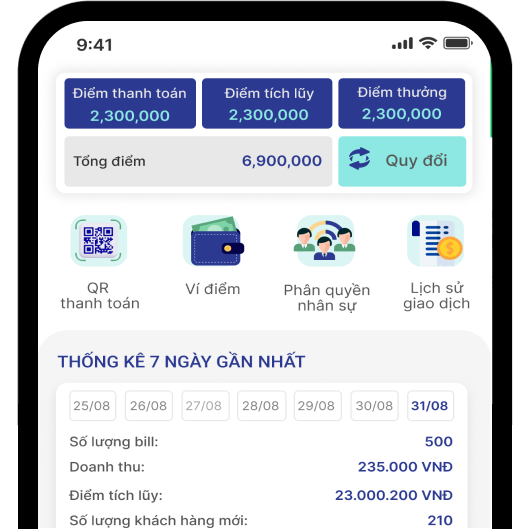 9:41
Điểm thanh toán Điểm tích lũy Điểm thưởng
2,300,000 2,300,000 2,300,000
Tổng điểm 6,900,000 Quy đổi
QR Ví điểm Phân quyền Lịch sử
thanh toán nhân sự giao dịch
THỐNG KÊ 7 NGÀY GẦN NHẤT
25/08 26/08 27/08 28/08 29/08 30/08 31/08
Số lượng bill: 500
Doanh thu: 235.000 VNĐ
Điểm tích lũy: 23.000.200 VNĐ
Số lượng khách hàng mới: 210